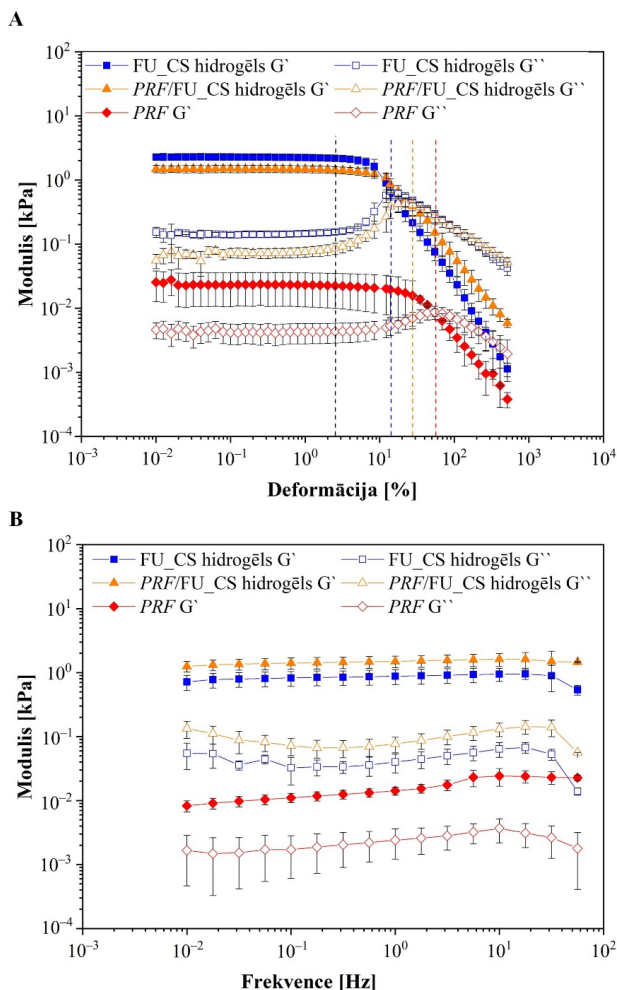 A
FU_CS hidrogēls G` FU_CS hidrogēls G``
PRF/FU_CS hidrogēls G` PRF/FU_CS hidrogēls G``
PRF G` PRF G``
Modulis [kPa]
10² 
10¹
10⁰
10⁻¹
10⁻²
10⁻³
10⁻⁴
10⁻³ 10⁻² 10⁻¹ 10⁰ 10¹ 10² 10³ 10⁴
Deformācija [%]
B
FU_CS hidrogēls G` FU_CS hidrogēls G``
PRF/FU_CS hidrogēls G` PRF/FU_CS hidrogēls G``
PRF G` PRF G``
Modulis [kPa]
10²
10¹
10⁰
10⁻¹
10⁻²
10⁻³
10⁻⁴
10⁻³ 10⁻² 10⁻¹ 10⁰ 10¹ 10²
Frekvence [Hz]